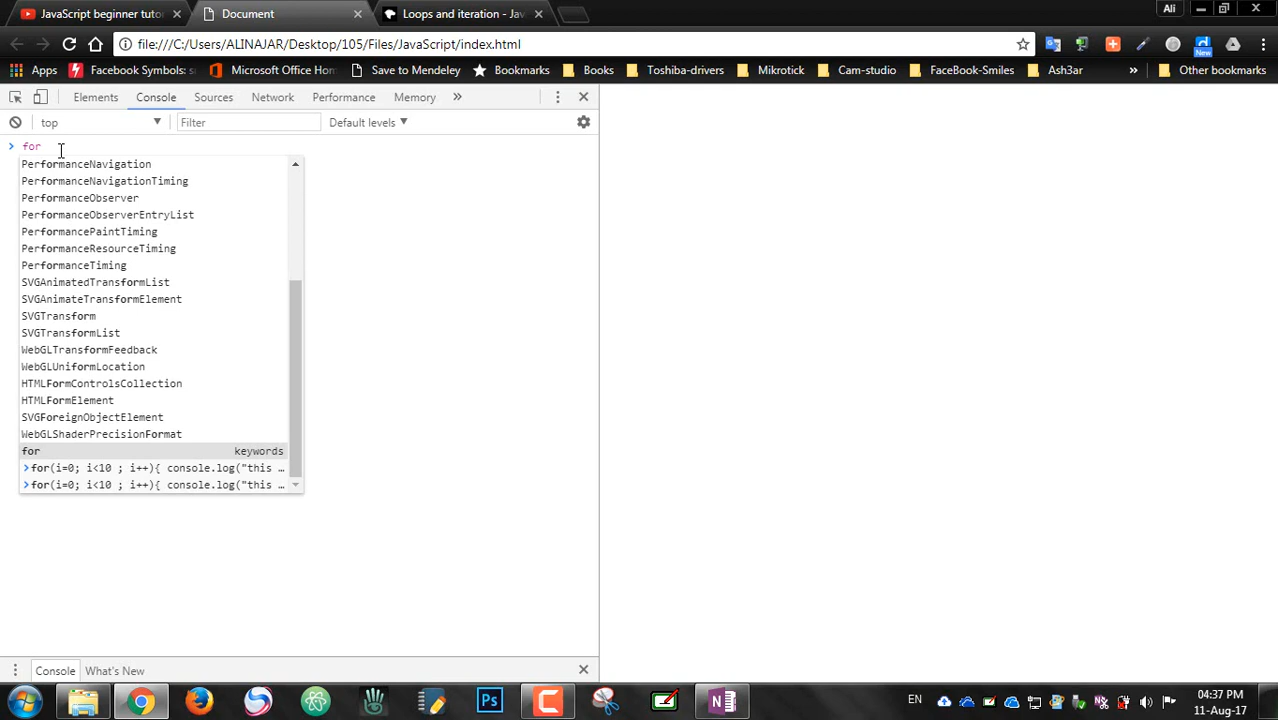 JavaScript beginner tuto
Document
Loops and iteration - Jav
Ali
file:///C:/Users/ALINAJAR/Desktop/105/Files/JavaScript/index.html
New
Apps
Facebook Symbols: s
Microsoft Office Hom
Save to Mendeley
Bookmarks
Books
Toshiba-drivers
Mikrotick
Cam-studio
FaceBook-Smiles
Ash3ar
»
Other bookmarks
Elements
Console
Sources
Network
Performance
Memory
»
top
Filter
Default levels
> for
PerformanceNavigation
PerformanceNavigationTiming
PerformanceObserver
PerformanceObserverEntryList
PerformancePaintTiming
PerformanceResourceTiming
PerformanceTiming
SVGAnimatedTransformList
SVGAnimateTransformElement
SVGTransform
SVGTransformList
WebGLTransformFeedback
WebGLUniformLocation
HTMLFormControlsCollection
HTMLFormElement
SVGForeignObjectElement
WebGLShaderPrecisionFormat
for keywords
>for(i=0; i<10 ; i++){ console.log("this …
>for(i=0; i<10 ; i++){ console.log("this …
Console
What's New
Ps
EN
04:37 PM
11-Aug-17